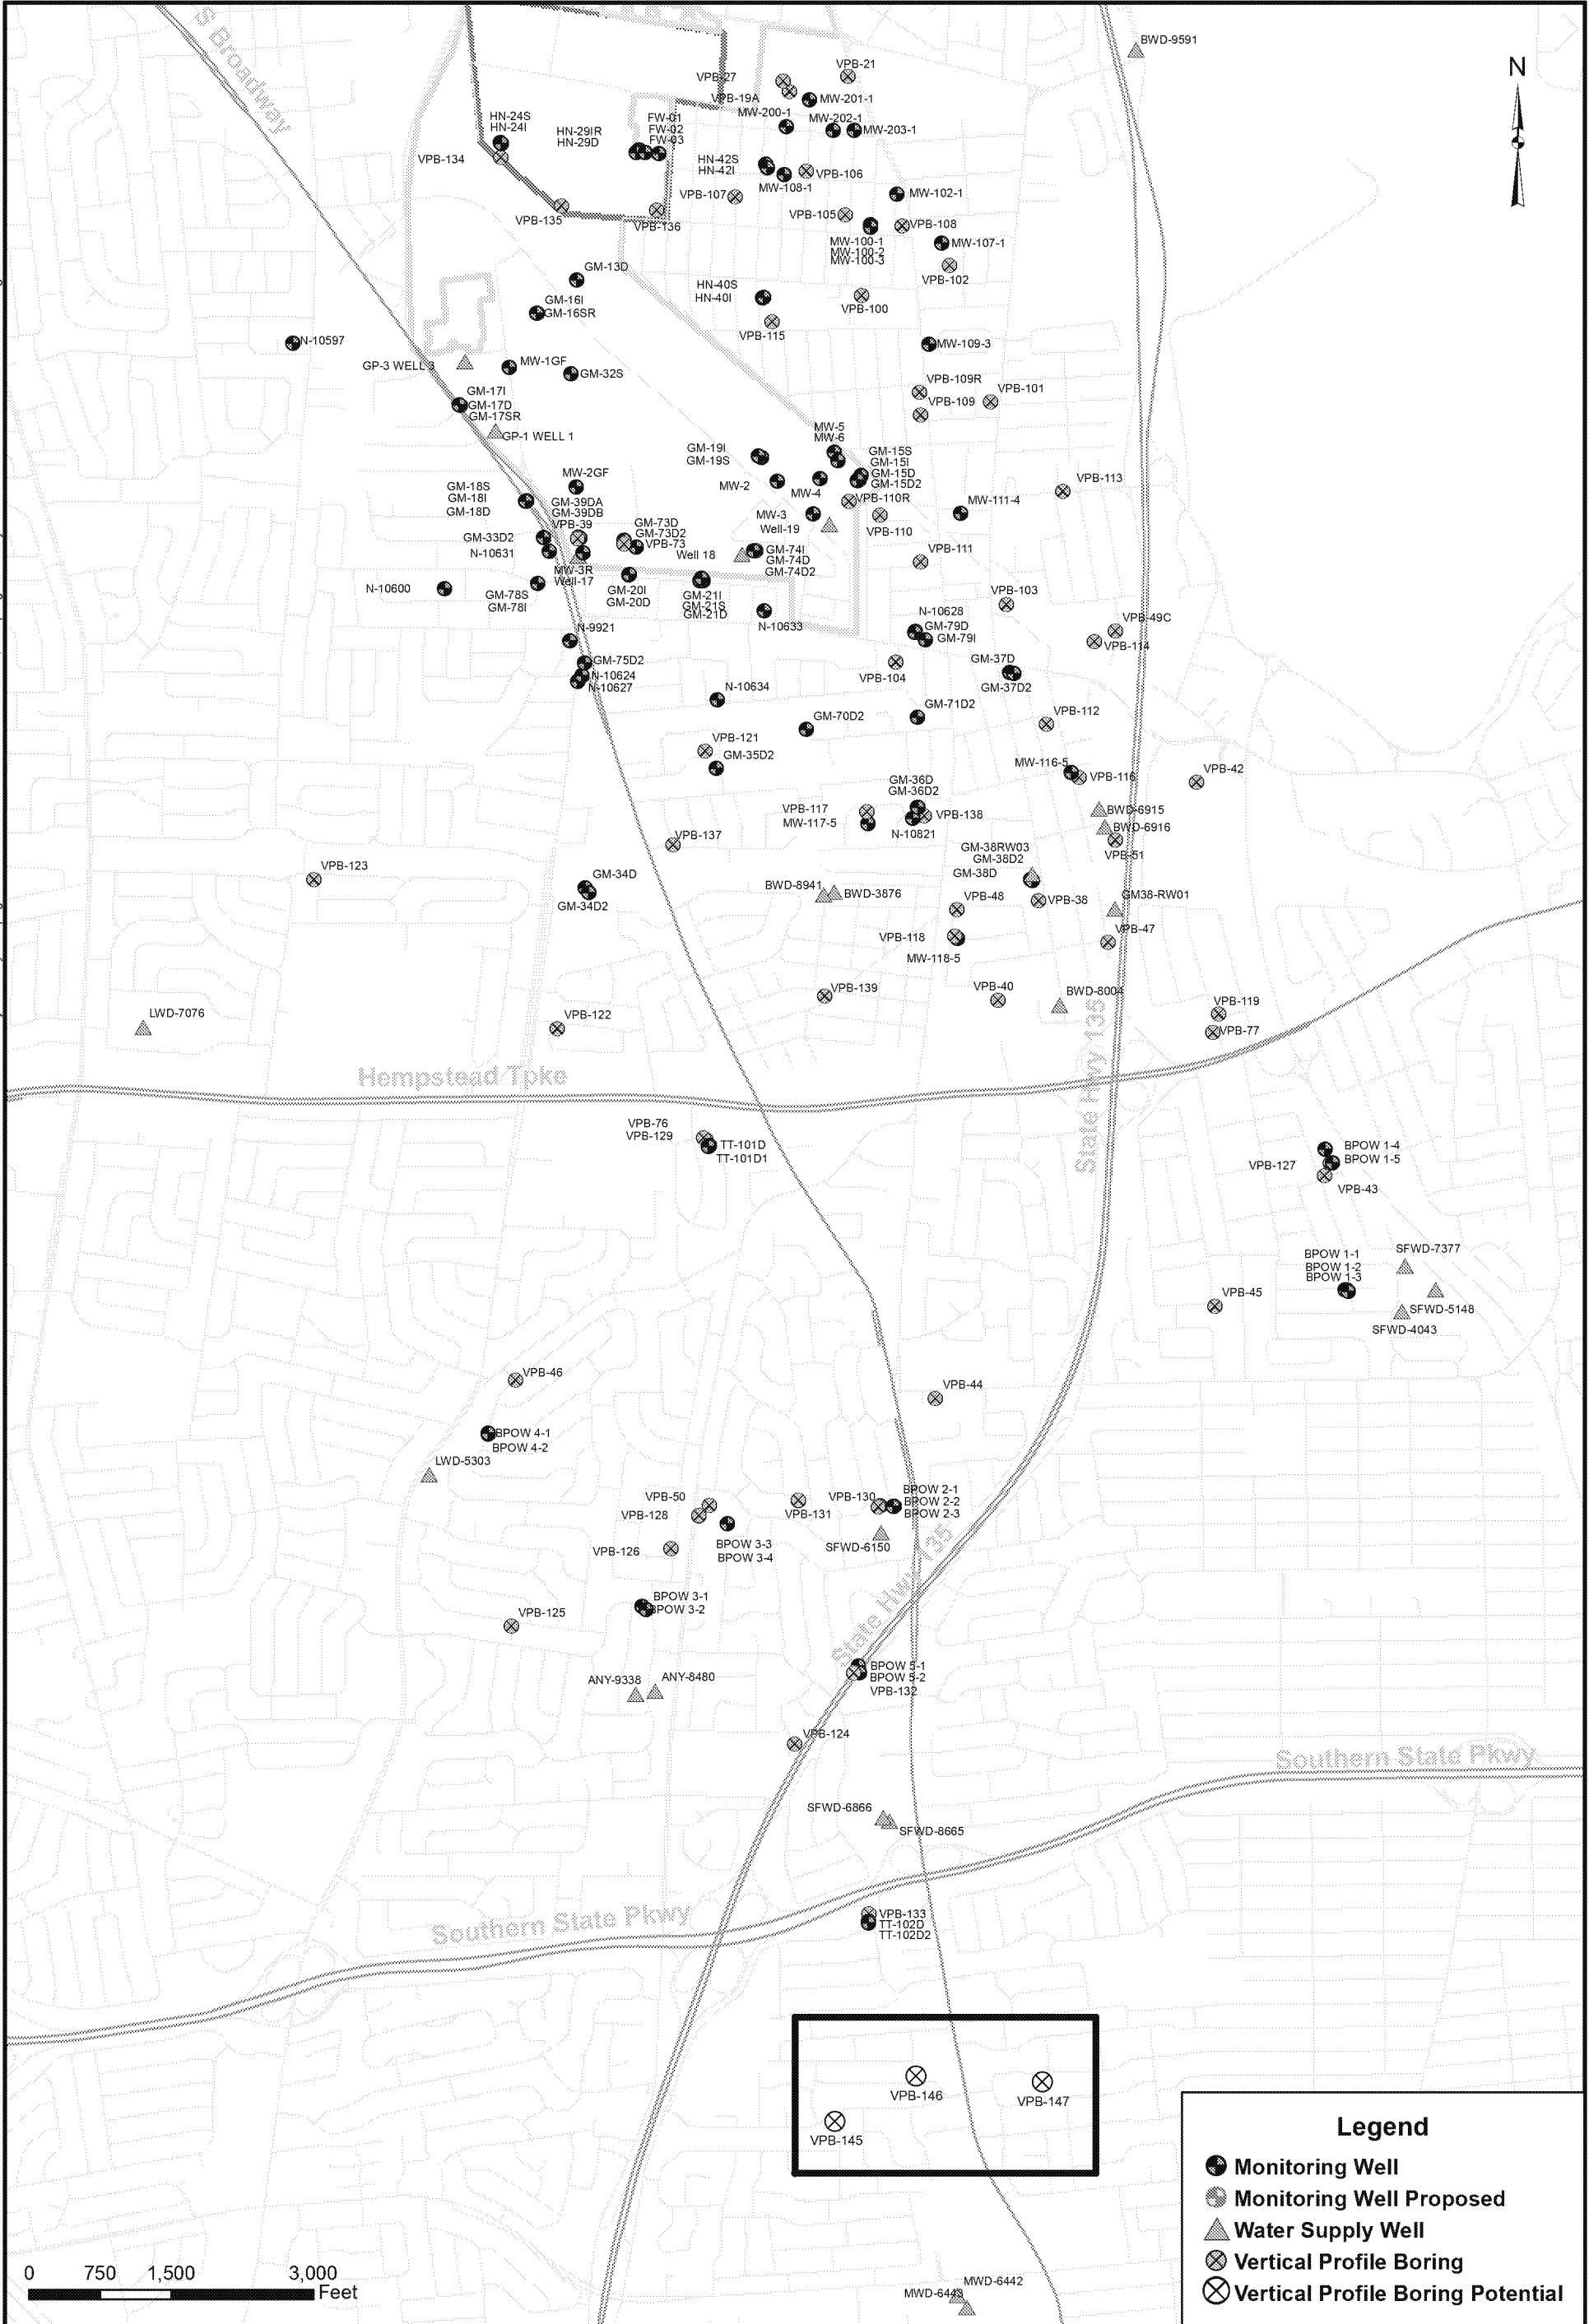 S Broadway
BWD-9591
N
VPB-21
VPB-27
VPB-19A
MW-201-1
MW-200-1
MW-202-1
MW-203-1
HN-24S
HN-24I
HN-29IR
HN-29D
FW-01
FW-02
FW-03
VPB-134
HN-42S
HN-42I
VPB-106
MW-108-1
VPB-107
MW-102-1
VPB-135
VPB-136
VPB-105
VPB-108
MW-100-1
MW-100-2
MW-100-3
MW-107-1
VPB-102
GM-13D
HN-40S
HN-40I
GM-16I
GM-16SR
VPB-100
VPB-115
N-10597
MW-109-3
GP-3 WELL 3
MW-1GF
GM-32S
GM-17I
GM-17D
GM-17SR
VPB-109R
VPB-109
VPB-101
GP-1 WELL 1
MW-5
MW-6
GM-19I
GM-19S
GM-15S
GM-15I
GM-15D
GM-15D2
MW-2GF
MW-2
MW-4
VPB-113
GM-18S
GM-18I
GM-18D
GM-39DA
GM-39DB
VPB-39
VPB-110R
MW-111-4
MW-3
Well-19
VPB-110
GM-33D2
N-10631
GM-73D
GM-73D2
VPB-73
Well 18
GM-74I
GM-74D
GM-74D2
VPB-111
MW-3R
Well-17
N-10600
GM-78S
GM-78I
GM-20I
GM-20D
GM-21I
GM-21S
GM-21D
N-10633
VPB-103
N-10628
GM-79D
GM-79I
VPB-49C
VPB-114
N-9921
GM-75D2
N-10624
N-10627
VPB-104
GM-37D
GM-37D2
N-10634
GM-70D2
GM-71D2
VPB-112
VPB-121
GM-35D2
MW-116-5
VPB-116
VPB-42
GM-36D
GM-36D2
VPB-117
MW-117-5
VPB-138
N-10821
BWD-6915
BWD-6916
VPB-51
VPB-137
GM-38RW03
GM-38D2
GM-38D
VPB-123
GM-34D
GM-34D2
BWD-8941
BWD-3876
VPB-48
VPB-38
GM38-RW01
VPB-118
MW-118-5
VPB-47
VPB-139
VPB-40
BWD-8004
LWD-7076
VPB-122
VPB-119
VPB-77
State Hwy 135
Hempstead Tpke
VPB-76
VPB-129
TT-101D
TT-101D1
BPOW 1-4
BPOW 1-5
VPB-127
VPB-43
BPOW 1-1
BPOW 1-2
BPOW 1-3
SFWD-7377
SFWD-5148
SFWD-4043
VPB-45
VPB-46
VPB-44
BPOW 4-1
BPOW 4-2
LWD-5303
VPB-50
VPB-128
VPB-131
VPB-130
BPOW 2-1
BPOW 2-2
BPOW 2-3
BPOW 3-3
BPOW 3-4
SFWD-6150
VPB-126
State Hwy 135
BPOW 3-1
BPOW 3-2
VPB-125
BPOW 5-1
BPOW 5-2
VPB-132
ANY-9338
ANY-8480
VPB-124
Southern State Pkwy
SFWD-6866
SFWD-8665
VPB-133
TT-102D
TT-102D2
Southern State Pkwy
VPB-146
VPB-147
VPB-145
Legend
Monitoring Well
Monitoring Well Proposed
Water Supply Well
Vertical Profile Boring
Vertical Profile Boring Potential
0 750 1,500 3,000
Feet
MWD-6442
MWD-6443